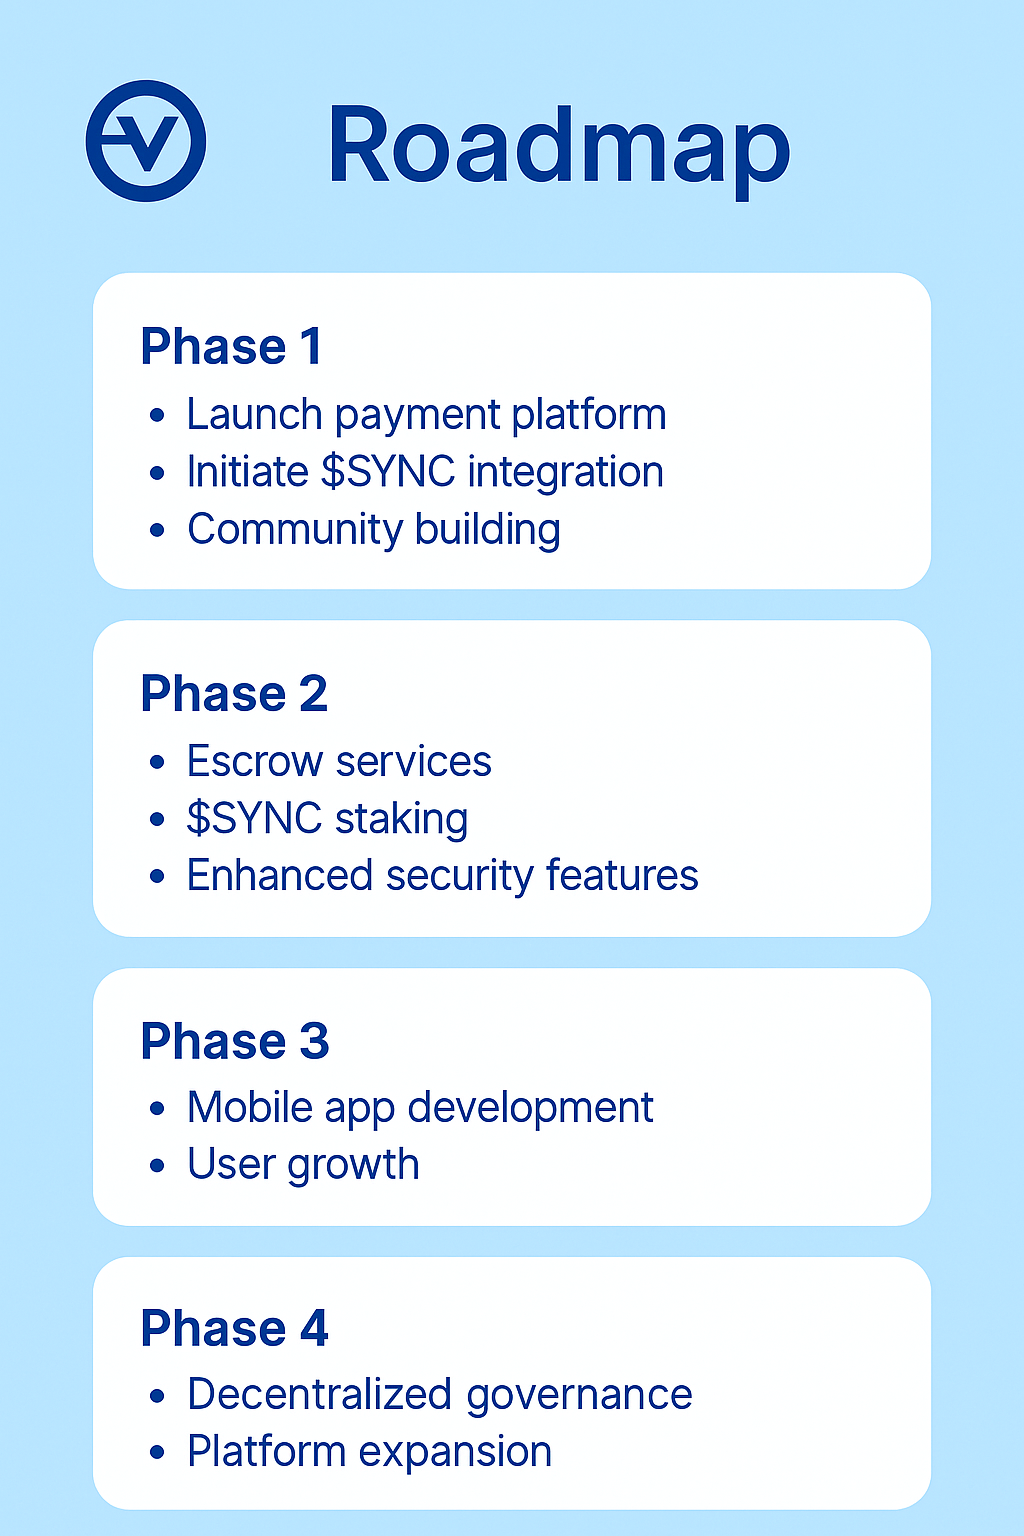 Roadmap
Phase 1
• Launch payment platform
• Initiate $SYNC integration
• Community building
Phase 2
• Escrow services
• $SYNC staking
• Enhanced security features
Phase 3
• Mobile app development
• User growth
Phase 4
• Decentralized governance
• Platform expansion